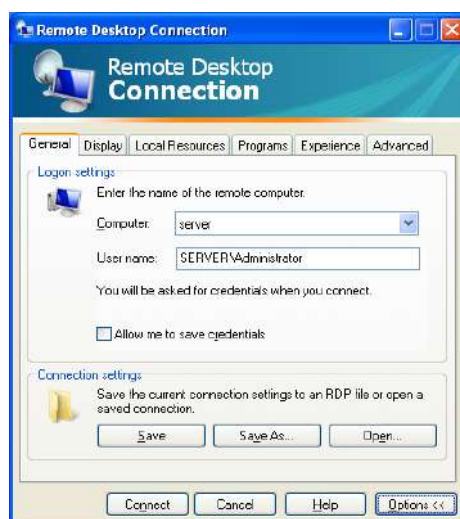 Remote Desktop Connection
Remote Desktop
Connection
General Display Local Resources Programs Experience Advanced
Logon settings
Enter the name of the remote computer.
Computer: server
User name: SERVER\Administrator
You will be asked for credentials when you connect.
Allow me to save credentials
Connection settings
Save the current connection settings to an RDP file or open a
saved connection.
Save Save As... Open...
Connect Cancel Help Options <<